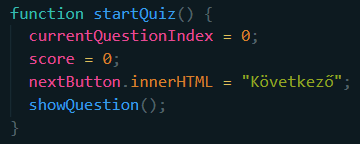 function startQuiz() {
  currentQuestionIndex = 0;
  score = 0;
  nextButton.innerHTML = "Következő";
  showQuestion();
}